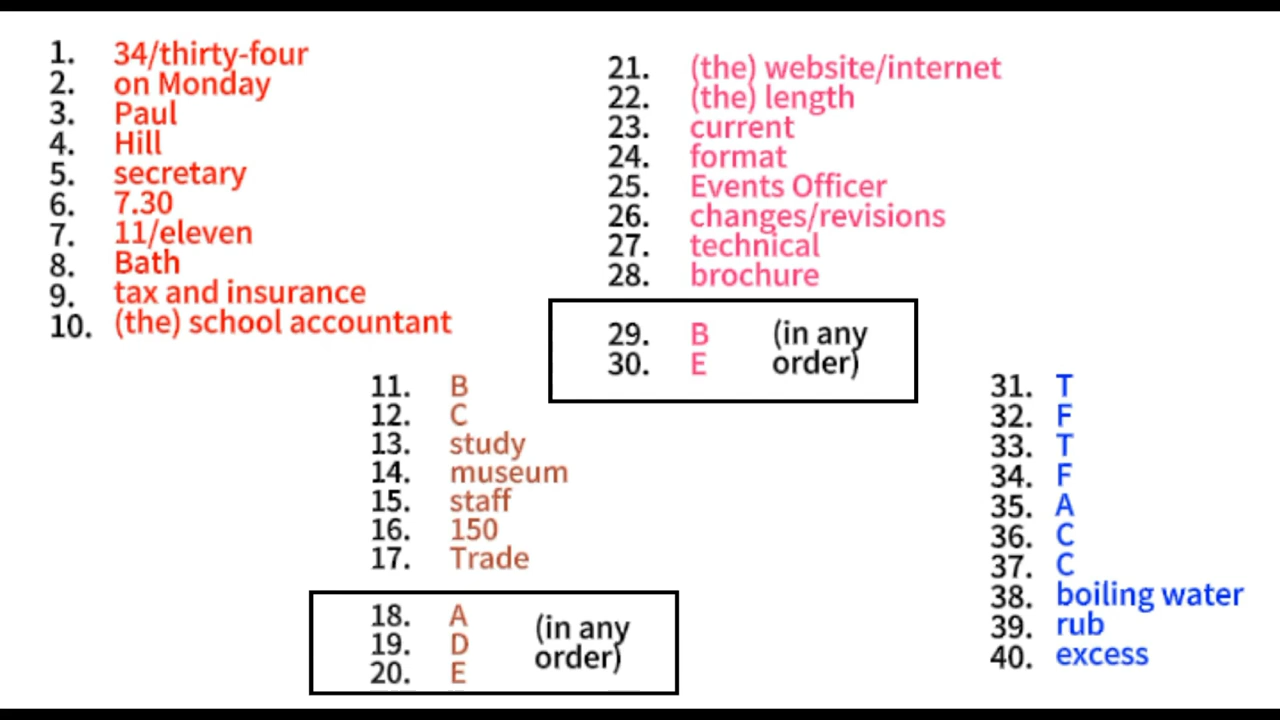 1. 34/thirty-four
2. on Monday
3. Paul
4. Hill
5. secretary
6. 7.30
7. 11/eleven
8. Bath
9. tax and insurance
10. (the) school accountant
11. B
12. C
13. study
14. museum
15. staff
16. 150
17. Trade
18. A
19. D
20. E
(in any
order)
21. (the) website/internet
22. (the) length
23. current
24. format
25. Events Officer
26. changes/revisions
27. technical
28. brochure
29. B
30. E
(in any
order)
31. T
32. F
33. T
34. F
35. A
36. C
37. C
38. boiling water
39. rub
40. excess